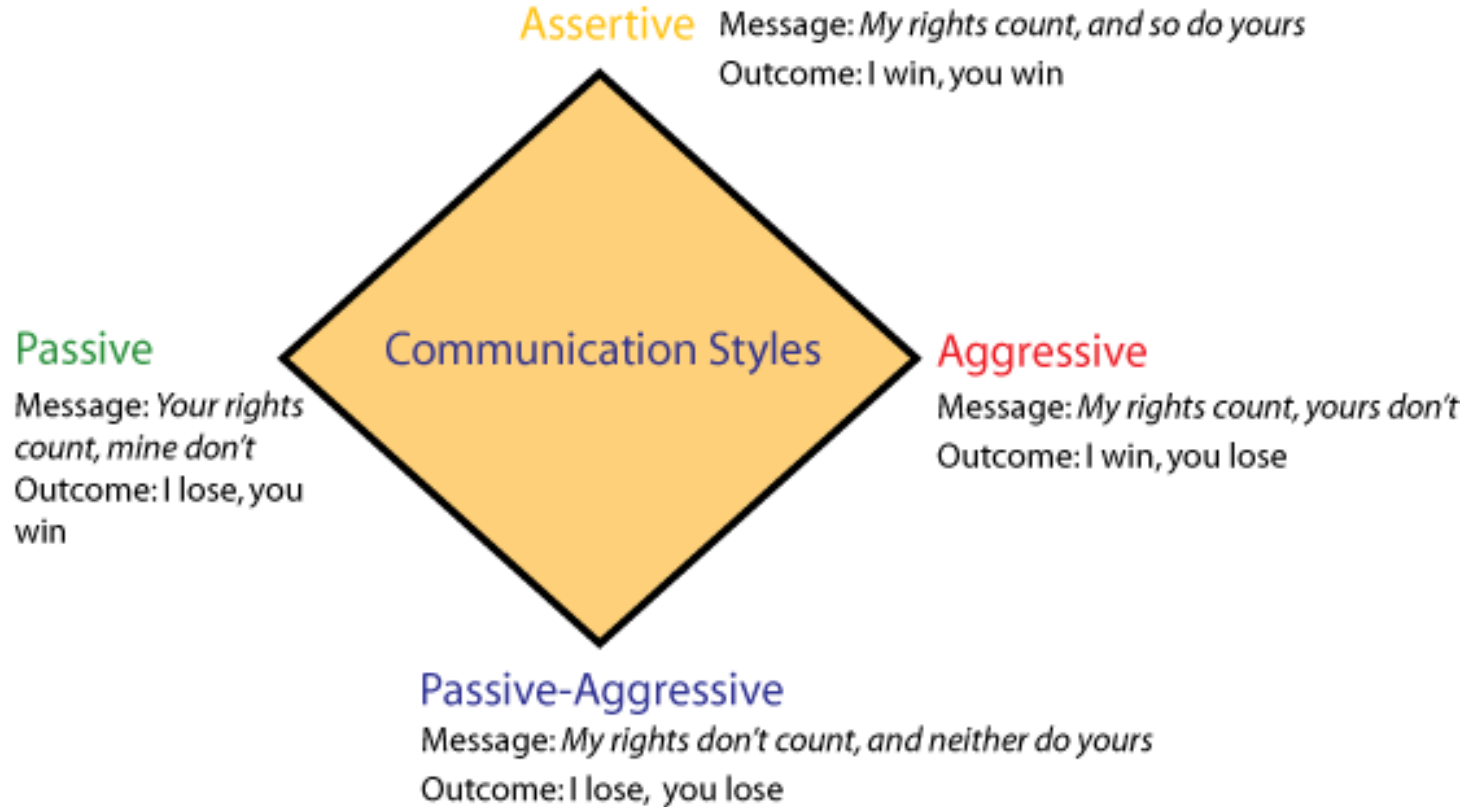 Assertive
Message: My rights count, and so do yours
Outcome: I win, you win
Communication Styles
Passive
Message: Your rights
count, mine don't
Outcome: I lose, you
win
Aggressive
Message: My rights count, yours don't
Outcome: I win, you lose
Passive-Aggressive
Message: My rights don't count, and neither do yours
Outcome: I lose, you lose